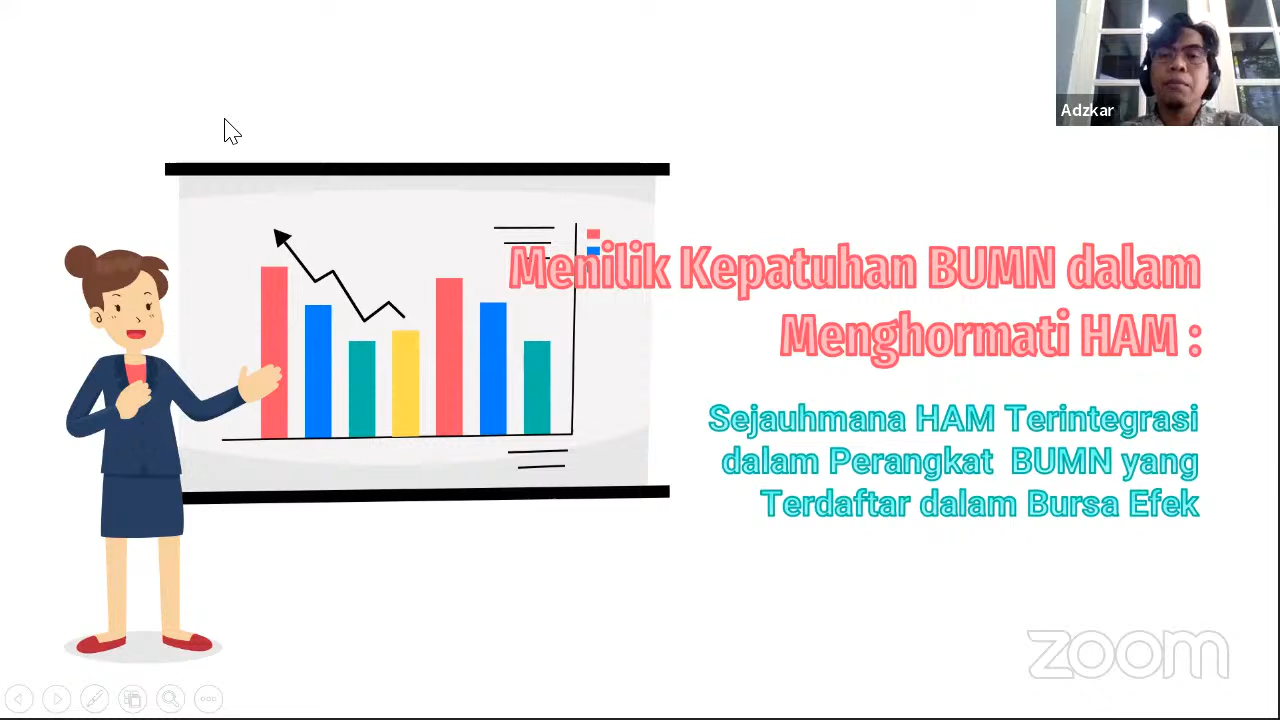 Adzkar
Menilik Kepatuhan BUMN dalam
Menghormati HAM :
Sejauhmana HAM Terintegrasi
dalam Perangkat BUMN yang
Terdaftar dalam Bursa Efek
zoom